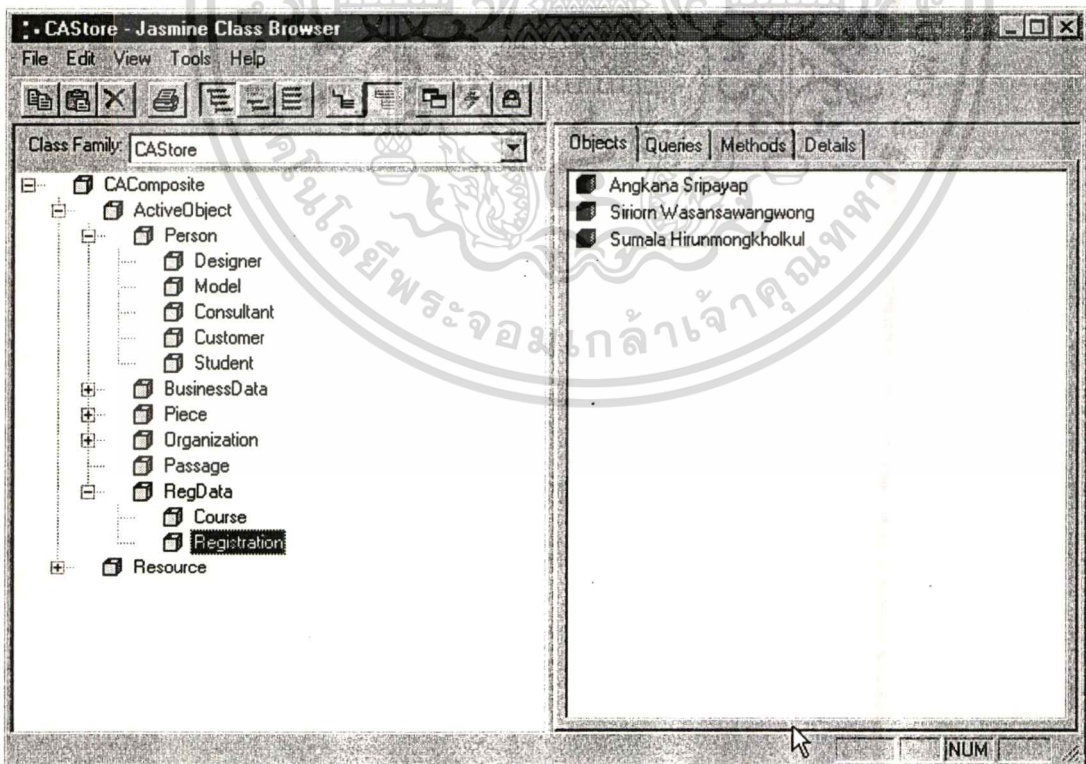 CAStore - Jasmine Class Browser
File Edit View Tools Help
Class Family: CAStore
CAComposite
ActiveObject
Person
Designer
Model
Consultant
Customer
Student
BusinessData
Piece
Organization
Passage
RegData
Course
Registration
Resource
Objects Queries Methods Details
Angkana Sripayap
Siriorn Wasansawangwong
Sumala Hirunmongkholkul
NUM